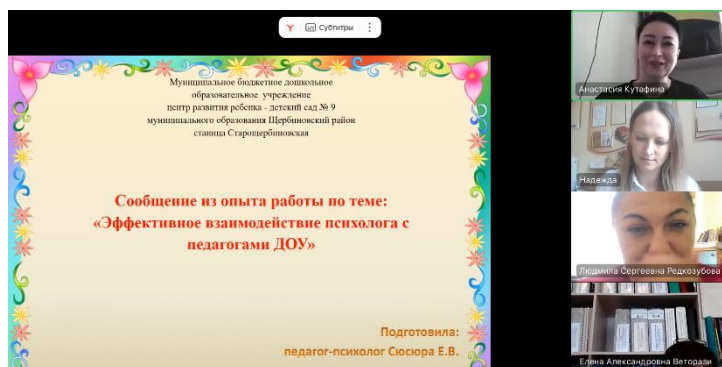 Субтитры
Муниципальное бюджетное дошкольное
образовательное учреждение
центр развития ребенка - детский сад № 9
муниципального образования Щербиновский район
станица Старощербиновская
Сообщение из опыта работы по теме:
«Эффективное взаимодействие психолога с
педагогами ДОУ»
Подготовила:
педагог-психолог Сюсюра Е.В.
Анастасия Кутафина
Надежда
Людмила Сергеевна Редкозубова
Елена Александровна Веторази